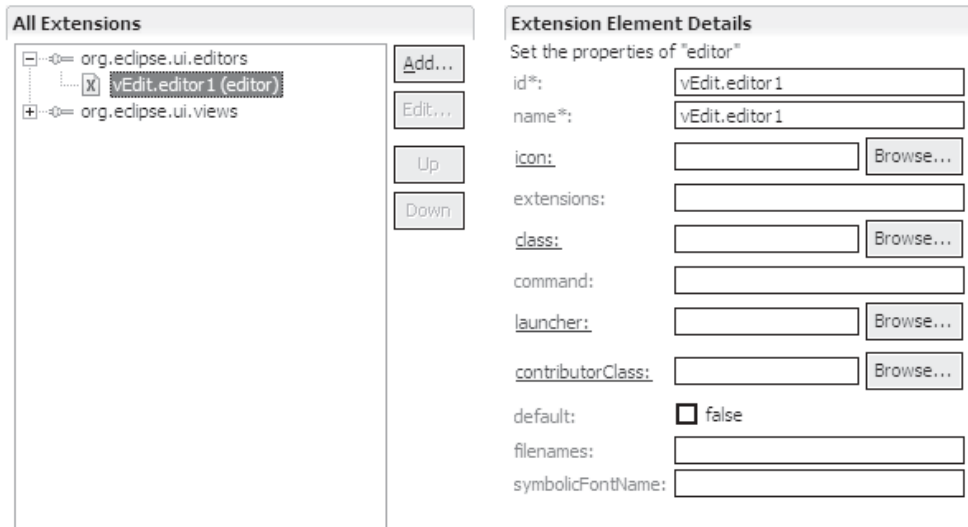 All Extensions
org.eclipse.ui.editors
vEdit.editor1 (editor)
org.eclipse.ui.views
Add...
Edit...
Up
Down
Extension Element Details
Set the properties of "editor"
id*: vEdit.editor1
name*: vEdit.editor1
icon: Browse...
extensions:
class: Browse...
command:
launcher: Browse...
contributorClass: Browse...
default: false
filenames:
symbolicFontName: